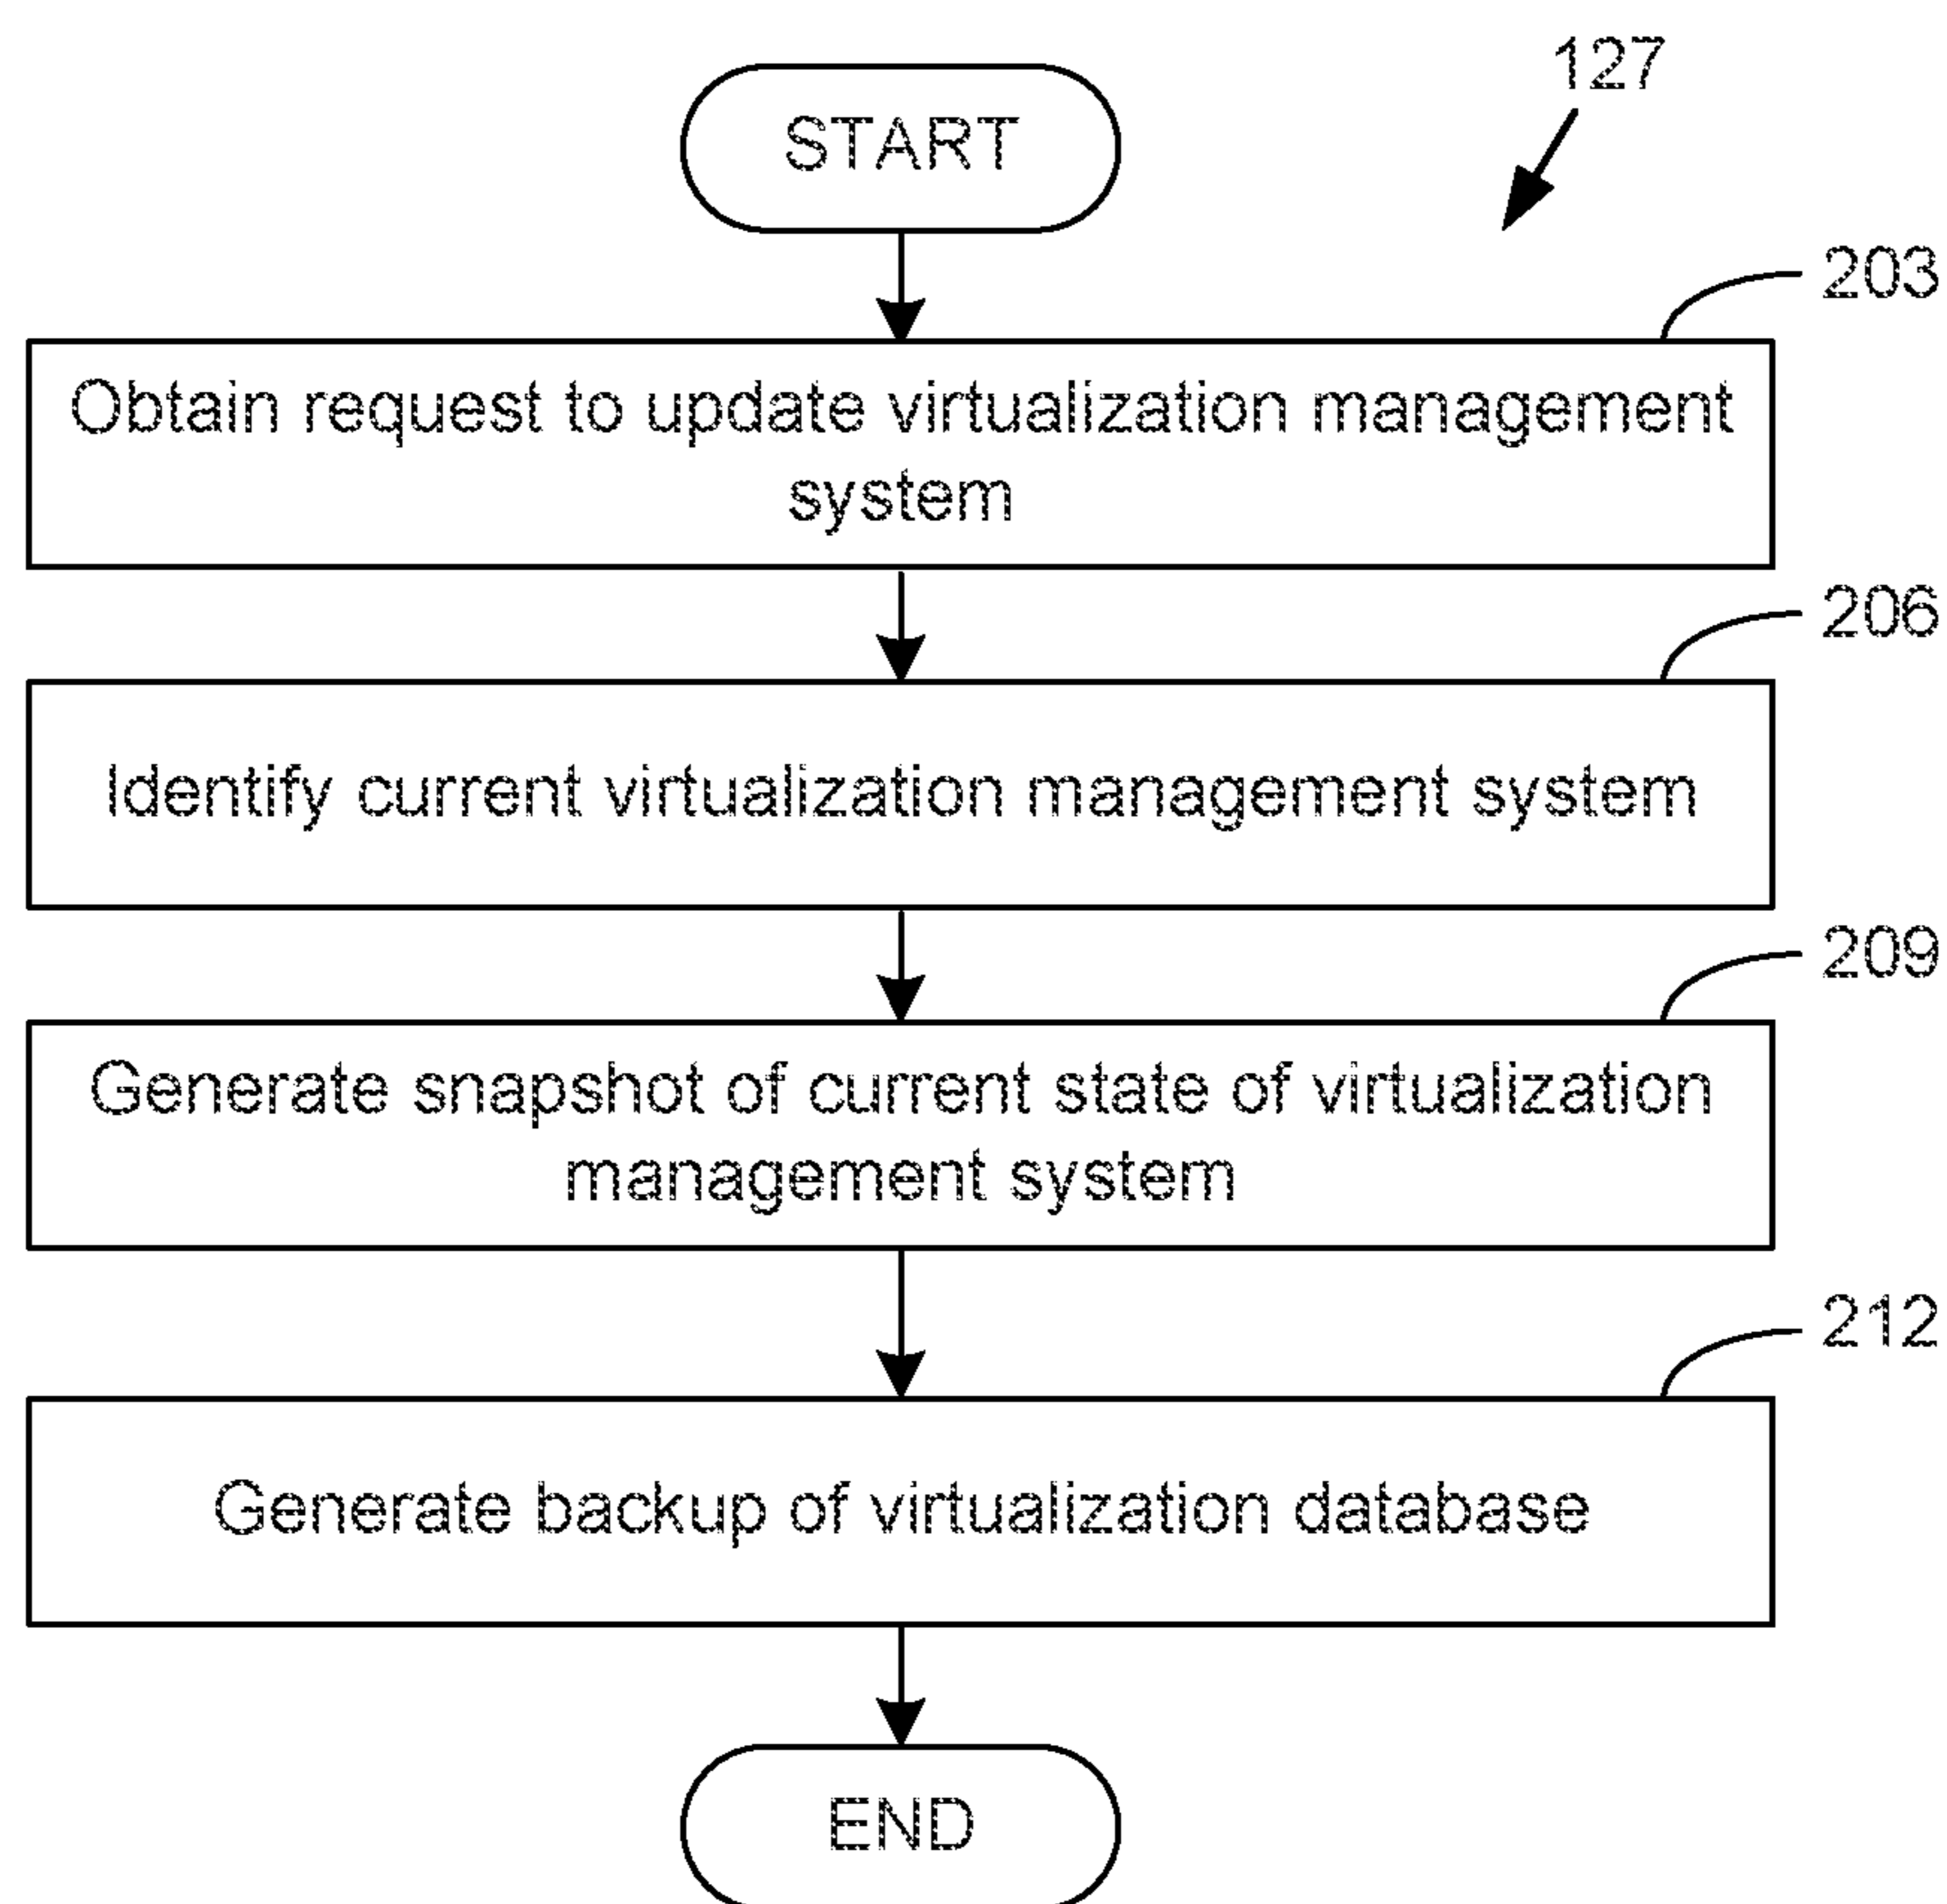 127
START
203
Obtain request to update virtualization management
system
206
Identify current virtualization management system
209
Generate snapshot of current state of virtualization
management system
212
Generate backup of virtualization database
END